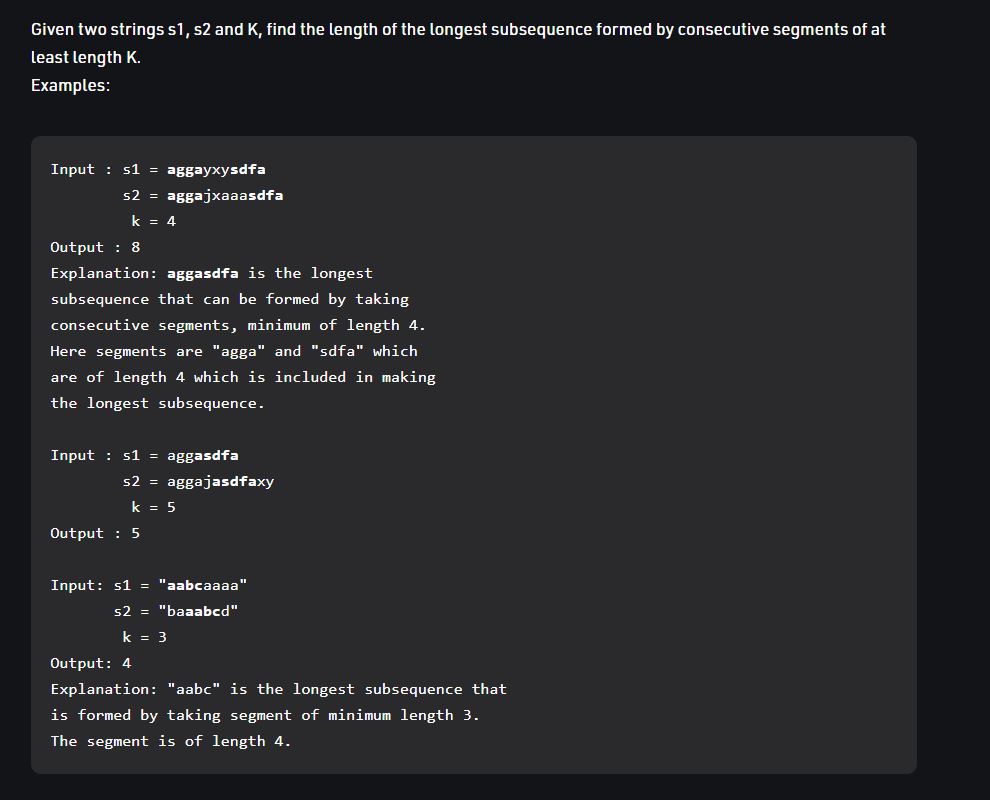 Given two strings s1, s2 and K, find the length of the longest subsequence formed by consecutive segments of at
least length K.
Examples:
Input : s1 = aggayxysdfa
s2 = aggajxaaasdfa
k = 4
Output : 8
Explanation: aggasdfa is the longest
subsequence that can be formed by taking
consecutive segments, minimum of length 4.
Here segments are "agga" and "sdfa" which
are of length 4 which is included in making
the longest subsequence.
Input : s1 = aggasdfa
s2 = aggajasdfaxy
k = 5
Output : 5
Input: s1 = "aabcaaaa"
s2 = "baaabcd"
k = 3
Output: 4
Explanation: "aabc" is the longest subsequence that
is formed by taking segment of minimum length 3.
The segment is of length 4.